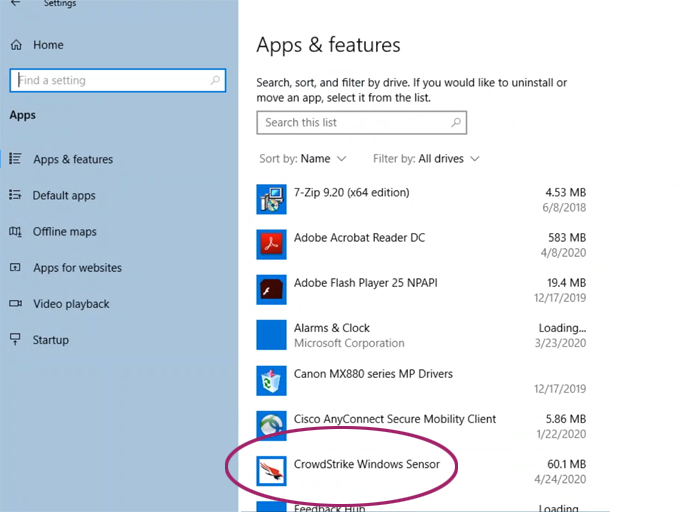 Settings
Home
Find a setting
Apps
Apps & features
Default apps
Offline maps
Apps for websites
Video playback
Startup
Apps & features
Search, sort, and filter by drive. If you would like to uninstall or
move an app, select it from the list.
Search this list
Sort by: Name Filter by: All drives
7-Zip 9.20 (x64 edition) 4.53 MB
6/8/2018
Adobe Acrobat Reader DC 583 MB
4/8/2020
Adobe Flash Player 25 NPAPI 19.4 MB
12/17/2019
Alarms & Clock Loading...
Microsoft Corporation 3/23/2020
Canon MX880 series MP Drivers
12/17/2019
Cisco AnyConnect Secure Mobility Client 5.86 MB
1/22/2020
CrowdStrike Windows Sensor 60.1 MB
4/24/2020
Feedback Hub Loading...